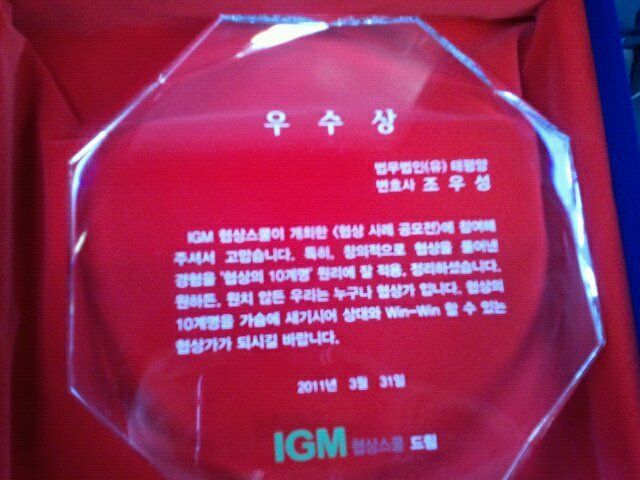 우 수 상
법무법인(유) 태평양
변호사 조 우 성
IGM 협상스쿨이 개최한 <협상 사례 공모전>에 참여해
주셔서 고맙습니다. 특히, 창의적으로 협상을 풀어낸
경험을 '협상의 10계명' 원리에 잘 적용, 정리하셨습니다.
원하든, 원치 않든 우리는 누구나 협상가 입니다. 협상의
10계명을 가슴에 새기시어 상대와 Win-Win 할 수 있는
협상가가 되시길 바랍니다.
2011년 3월 31일
IGM 협상스쿨 드림